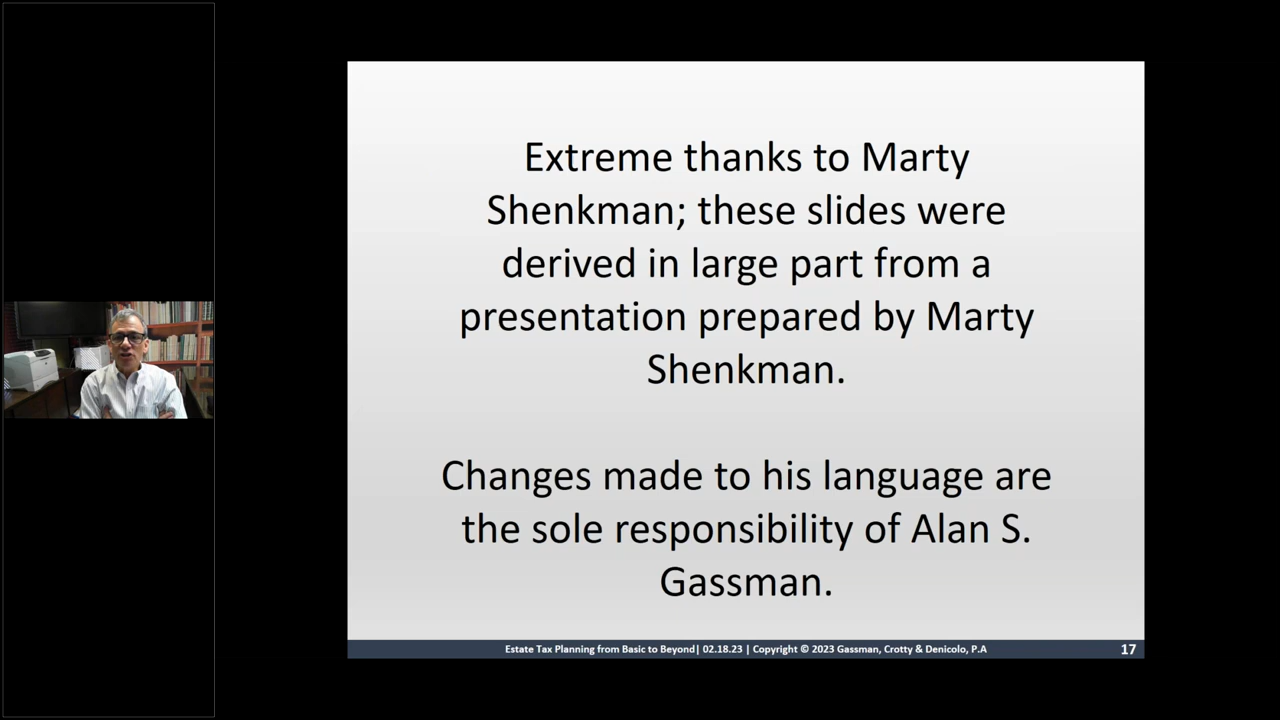 Extreme thanks to Marty
Shenkman; these slides were
derived in large part from a
presentation prepared by Marty
Shenkman.
Changes made to his language are
the sole responsibility of Alan S.
Gassman.
Estate Tax Planning from Basic to Beyond| 02.18.23 | Copyright © 2023 Gassman, Crotty & Denicolo, P.A
17